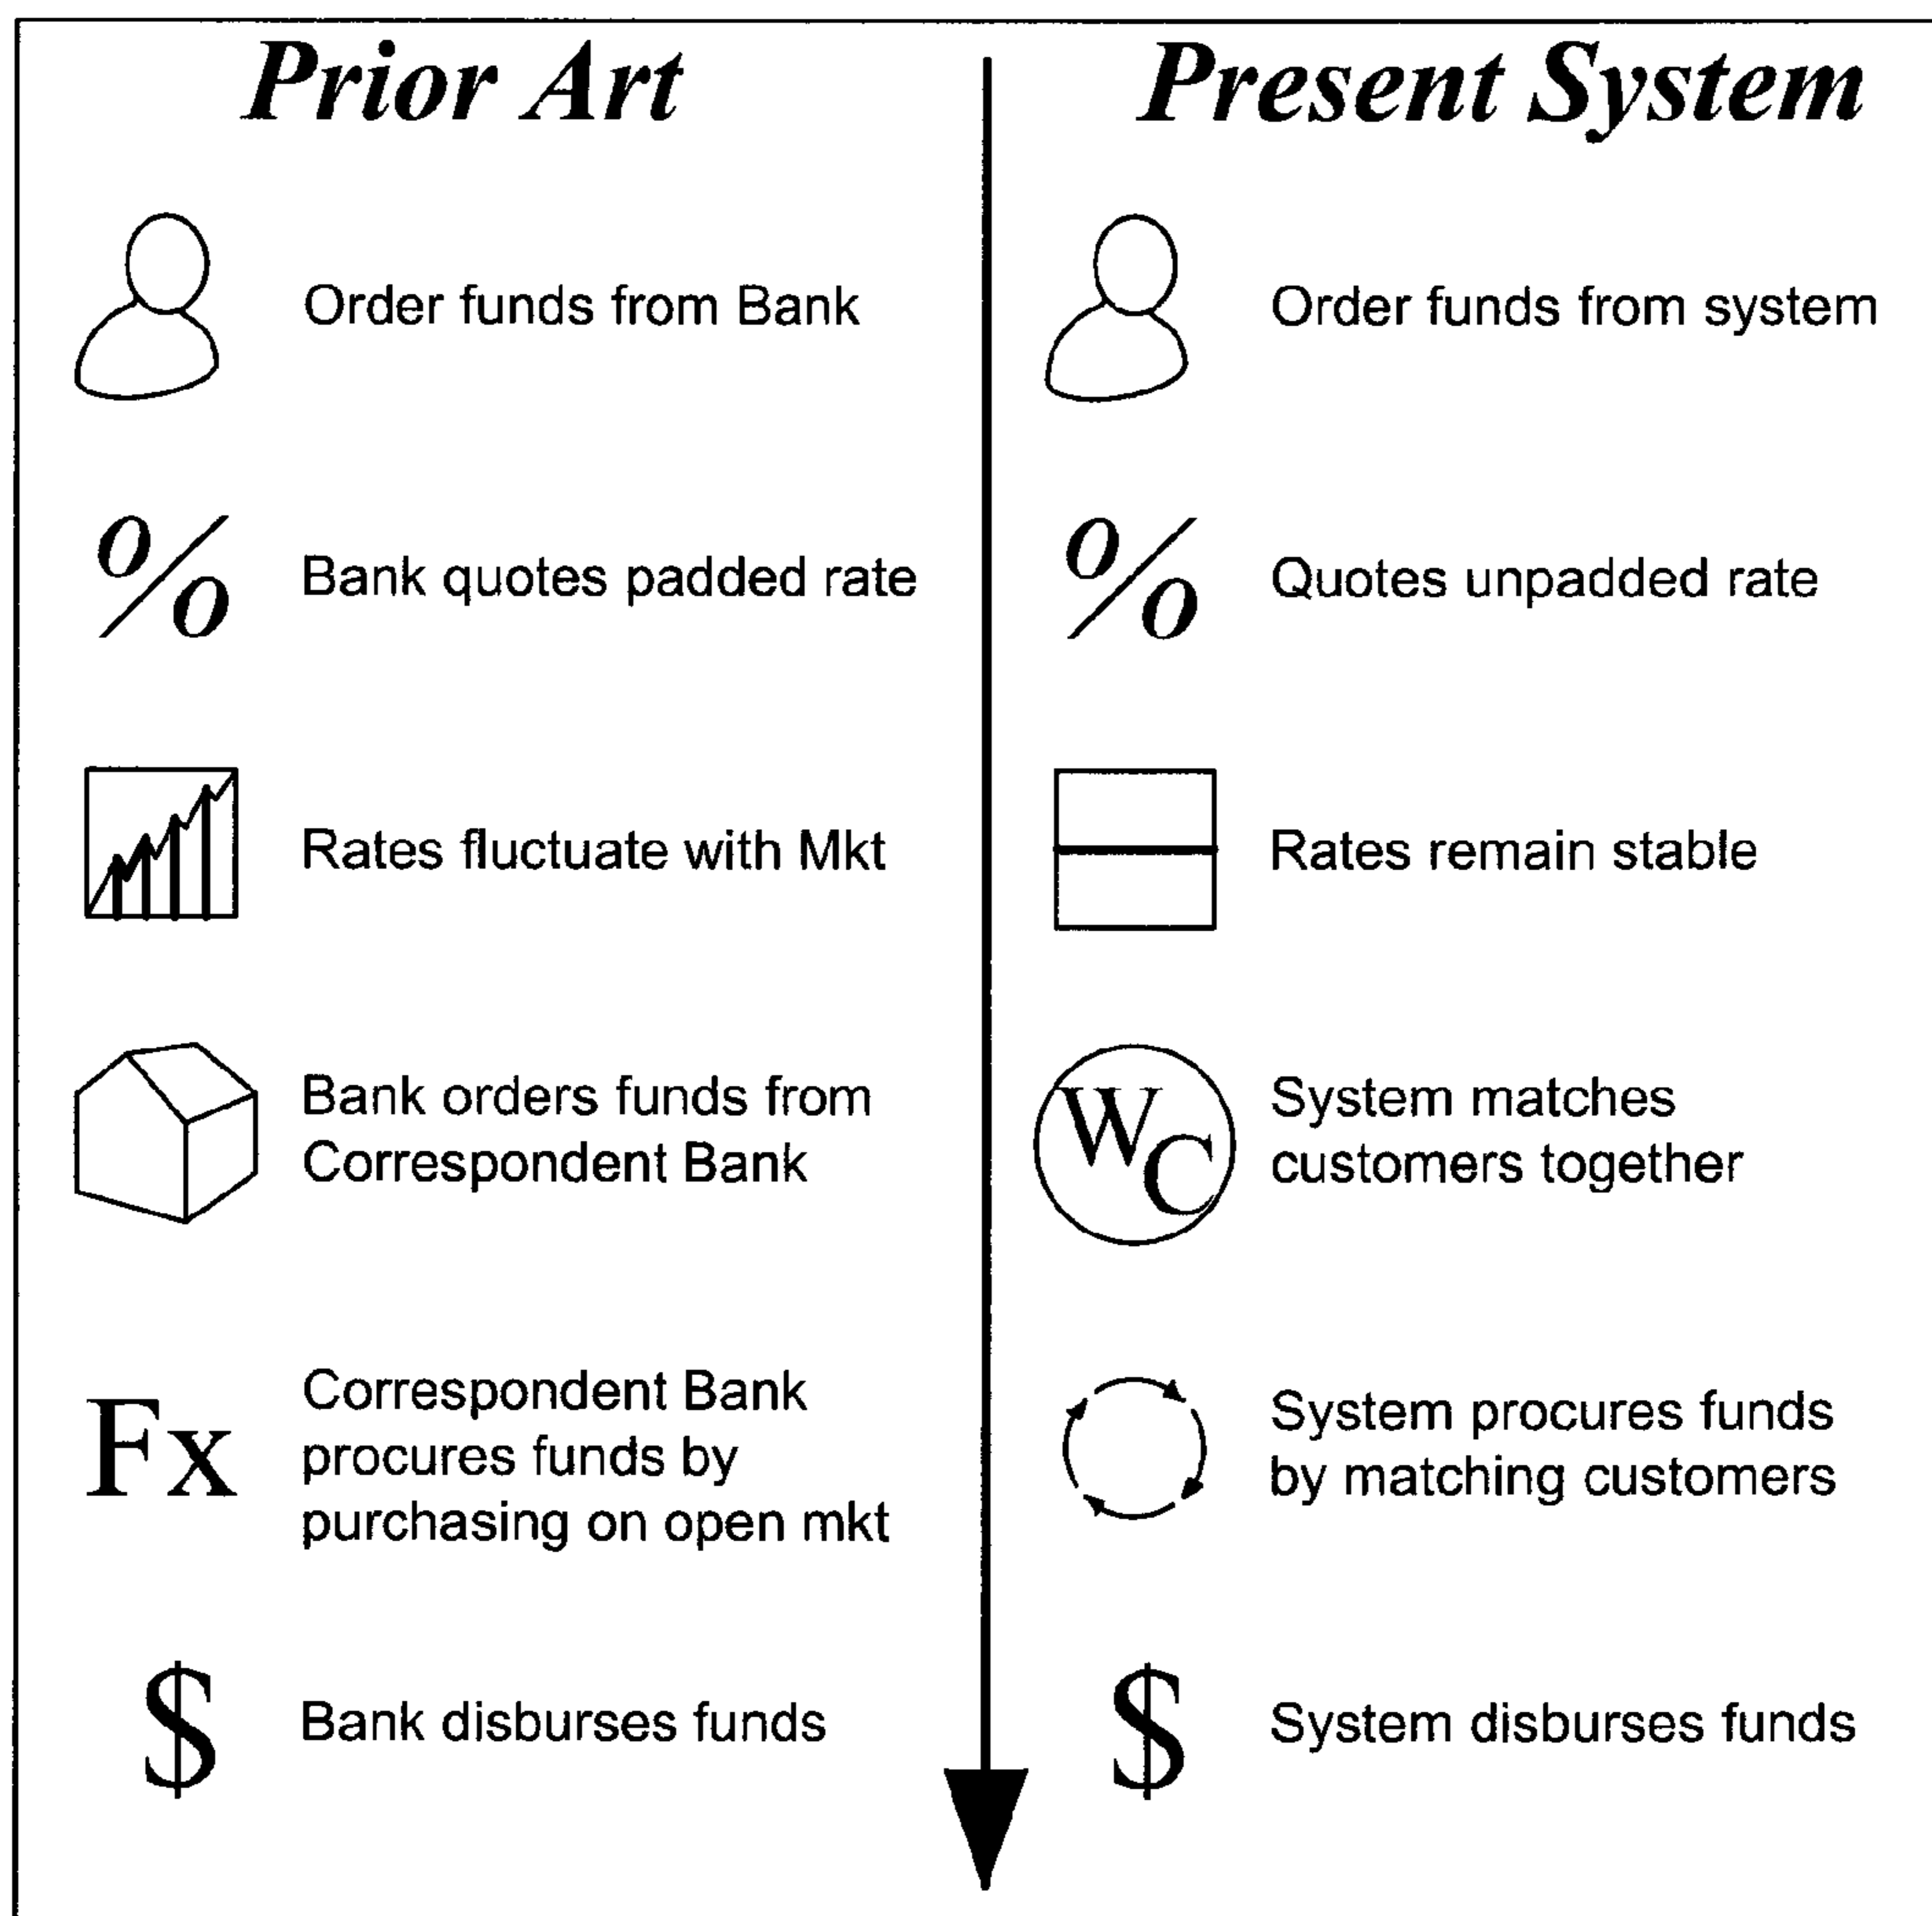 Prior Art
Order funds from Bank
%
Bank quotes padded rate
Rates fluctuate with Mkt
Bank orders funds from
Correspondent Bank
Fx
Correspondent Bank
procures funds by
purchasing on open mkt
$
Bank disburses funds
Present System
Order funds from system
%
Quotes unpadded rate
Rates remain stable
WC
System matches
customers together
System procures funds
by matching customers
$
System disburses funds